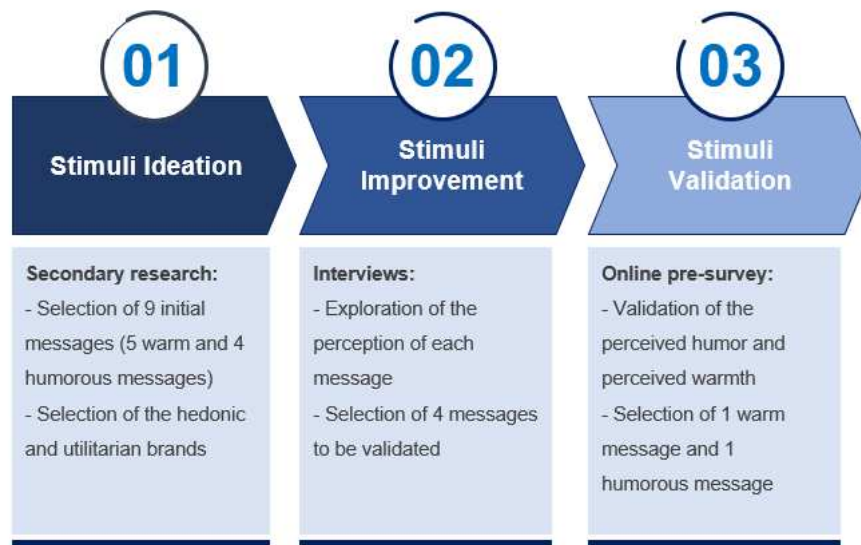 01
Stimuli Ideation
Secondary research:
- Selection of 9 initial
messages (5 warm and 4
humorous messages)
- Selection of the hedonic
and utilitarian brands
02
Stimuli
Improvement
Interviews:
- Exploration of the
perception of each
message
- Selection of 4 messages
to be validated
03
Stimuli
Validation
Online pre-survey:
- Validation of the
perceived humor and
perceived warmth
- Selection of 1 warm
message and 1
humorous message